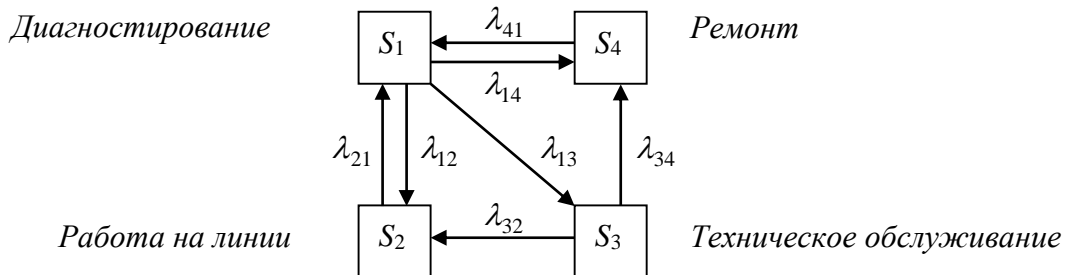 Диагностирование S₁ λ₄₁ S₄ Ремонт
λ₁₄
λ₂₁ λ₁₂ λ₁₃ λ₃₄
Работа на линии S₂ λ₃₂ S₃ Техническое обслуживание